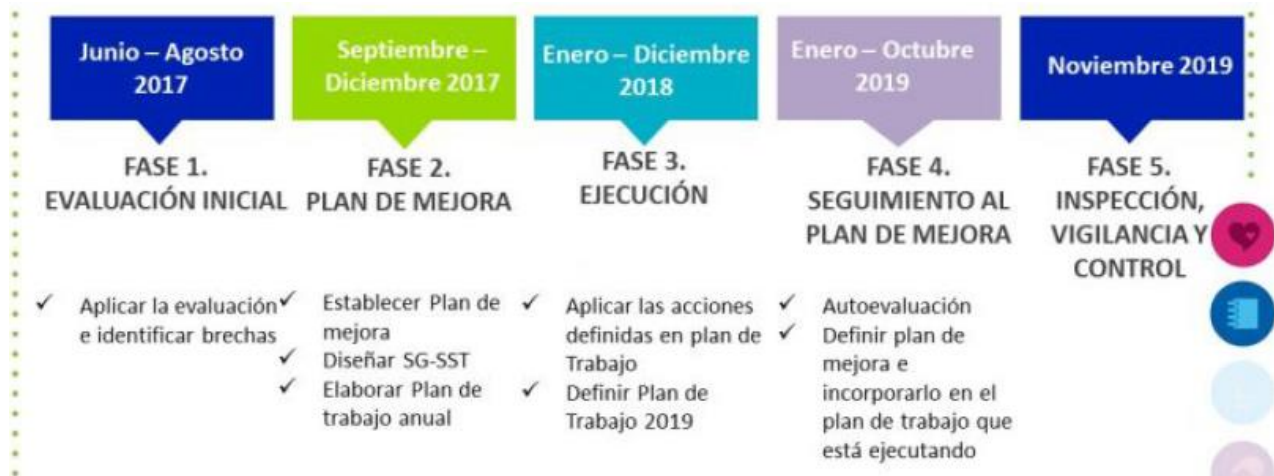 Junio – Agosto
2017
Septiembre –
Diciembre 2017
Enero – Diciembre
2018
Enero – Octubre
2019
Noviembre 2019
FASE 1.
EVALUACIÓN INICIAL
FASE 2.
PLAN DE MEJORA
FASE 3.
EJECUCIÓN
FASE 4.
SEGUIMIENTO AL
PLAN DE MEJORA
FASE 5.
INSPECCIÓN,
VIGILANCIA Y
CONTROL
✓ Aplicar la evaluación
e identificar brechas
✓ Establecer Plan de
mejora
✓ Diseñar SG-SST
✓ Elaborar Plan de
trabajo anual
✓ Aplicar las acciones
definidas en plan de
Trabajo
✓ Definir Plan de
Trabajo 2019
✓ Autoevaluación
✓ Definir plan de
mejora e
incorporarlo en el
plan de trabajo que
está ejecutando